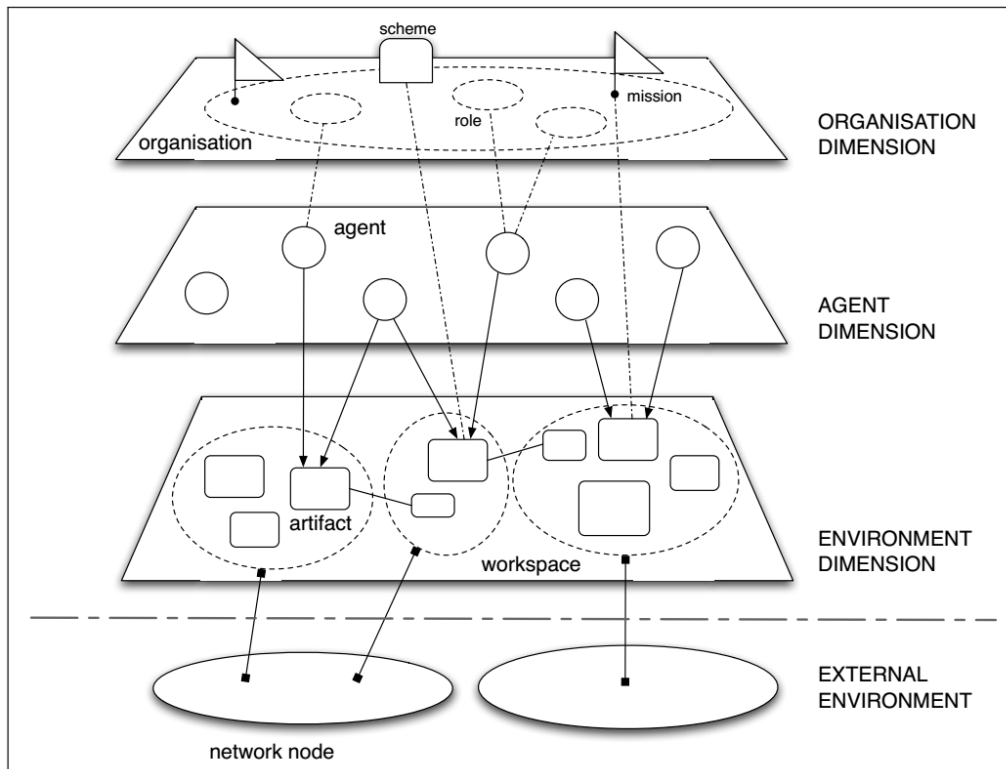 scheme
mission
role
organisation
ORGANISATION
DIMENSION
agent
AGENT
DIMENSION
artifact
workspace
ENVIRONMENT
DIMENSION
EXTERNAL
ENVIRONMENT
network node